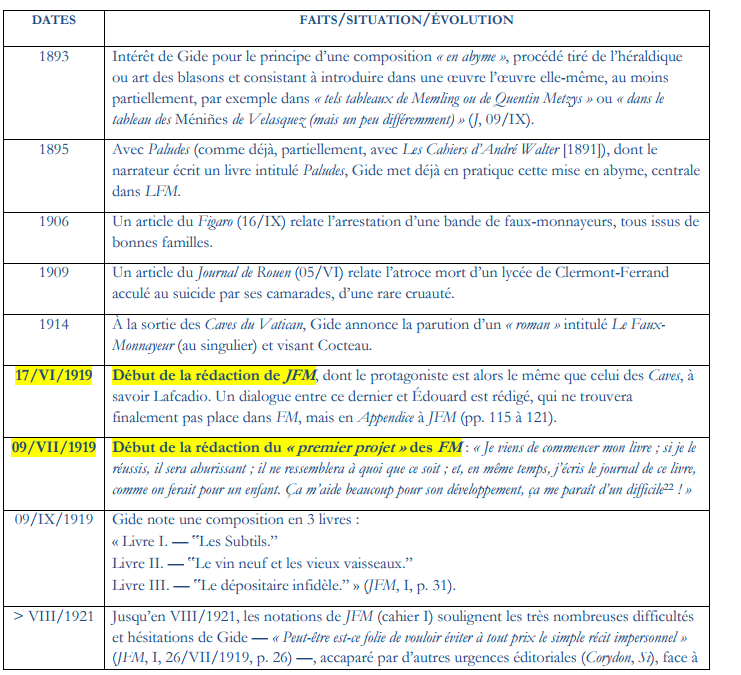 DATES FAITS/SITUATION/ÉVOLUTION
1893 Intérêt de Gide pour le principe d’une composition « en abyme », procédé tiré de l’héraldique
ou art des blasons et consistant à introduire dans une œuvre l’œuvre elle-même, au moins
partiellement, par exemple dans « tels tableaux de Memling ou de Quentin Metzys » ou « dans le
tableau des Méniñes de Velasquez (mais un peu différemment) » (J, 09/IX).
1895 Avec Paludes (comme déjà, partiellement, avec Les Cahiers d’André Walter [1891]), dont le
narrateur écrit un livre intitulé Paludes, Gide met déjà en pratique cette mise en abyme, centrale
dans LFM.
1906 Un article du Figaro (16/IX) relate l’arrestation d’une bande de faux-monnayeurs, tous issus de
bonnes familles.
1909 Un article du Journal de Rouen (05/VI) relate l’atroce mort d’un lycée de Clermont-Ferrand
acculé au suicide par ses camarades, d’une rare cruauté.
1914 À la sortie des Caves du Vatican, Gide annonce la parution d’un « roman » intitulé Le Faux-
Monnayeur (au singulier) et visant Cocteau.
17/VI/1919 Début de la rédaction de JFM, dont le protagoniste est alors le même que celui des Caves, à
savoir Lafcadio. Un dialogue entre ce dernier et Édouard est rédigé, qui ne trouvera
finalement pas place dans FM, mais en Appendice à JFM (pp. 115 à 121).
09/VII/1919 Début de la rédaction du « premier projet » des FM : « Je viens de commencer mon livre ; si je le
réussis, il sera ahurissant ; il ne ressemblera à quoi que ce soit ; et, en même temps, j’écris le journal de ce livre,
comme on ferait pour un enfant. Ça m’aide beaucoup pour son développement, ça me paraît d’un difficile22 ! »
09/IX/1919 Gide note une composition en 3 livres :
« Livre I. — “Les Subtils.”
Livre II. — “Le vin neuf et les vieux vaisseaux.”
Livre III. — “Le dépositaire infidèle.” » (JFM, I, p. 31).
> VIII/1921 Jusqu’en VIII/1921, les notations de JFM (cahier I) soulignent les très nombreuses difficultés
et hésitations de Gide — « Peut-être est-ce folie de vouloir éviter à tout prix le simple récit impersonnel »
(JFM, I, 26/VII/1919, p. 26) —, accaparé par d’autres urgences éditoriales (Corydon, Si), face à